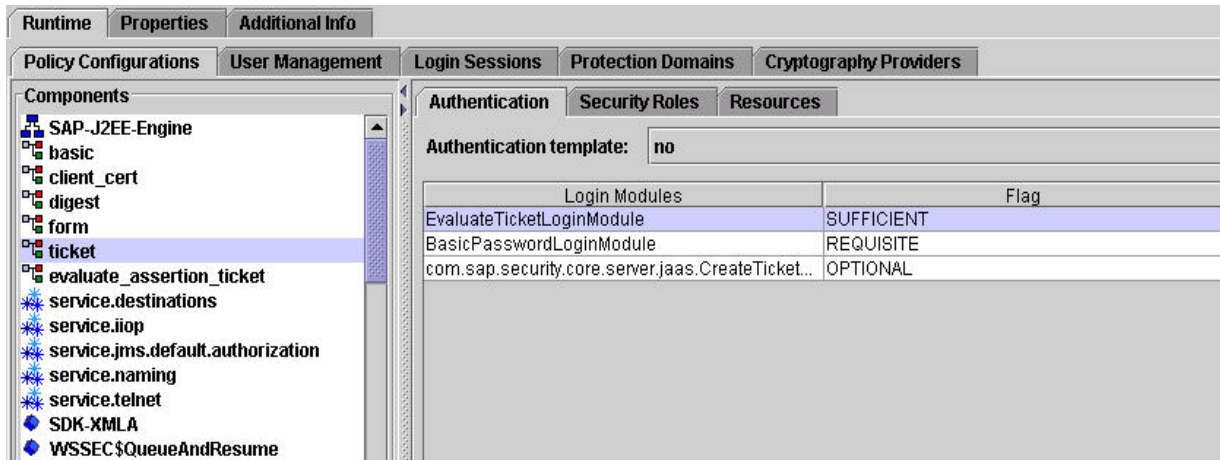 Runtime Properties Additional Info
Policy Configurations User Management Login Sessions Protection Domains Cryptography Providers
Components
SAP-J2EE-Engine
basic
client_cert
digest
form
ticket
evaluate_assertion_ticket
service.destinations
service.iiop
service.jms.default.authorization
service.naming
service.telnet
SDK-XMLA
WSSEC$QueueAndResume
Authentication Security Roles Resources
Authentication template: no
Login Modules Flag
EvaluateTicketLoginModule SUFFICIENT
BasicPasswordLoginModule REQUISITE
com.sap.security.core.server.jaas.CreateTicket... OPTIONAL